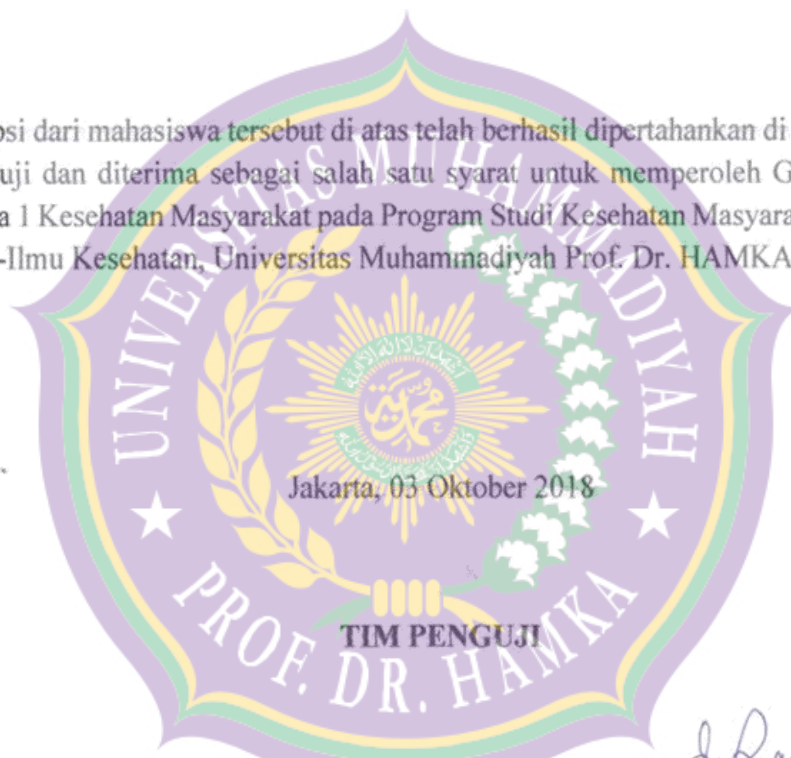 psi dari mahasiswa tersebut di atas telah berhasil dipertahankan di
uji dan diterima sebagai salah satu syarat untuk memperoleh G
a 1 Kesehatan Masyarakat pada Program Studi Kesehatan Masyara
-Ilmu Kesehatan, Universitas Muhammadiyah Prof. Dr. HAMKA
UNIVERSITAS MUHAMMADIYAH
محمدية
Jakarta, 03 Oktober 2018
TIM PENGUJI
PROF. DR. HAMKA